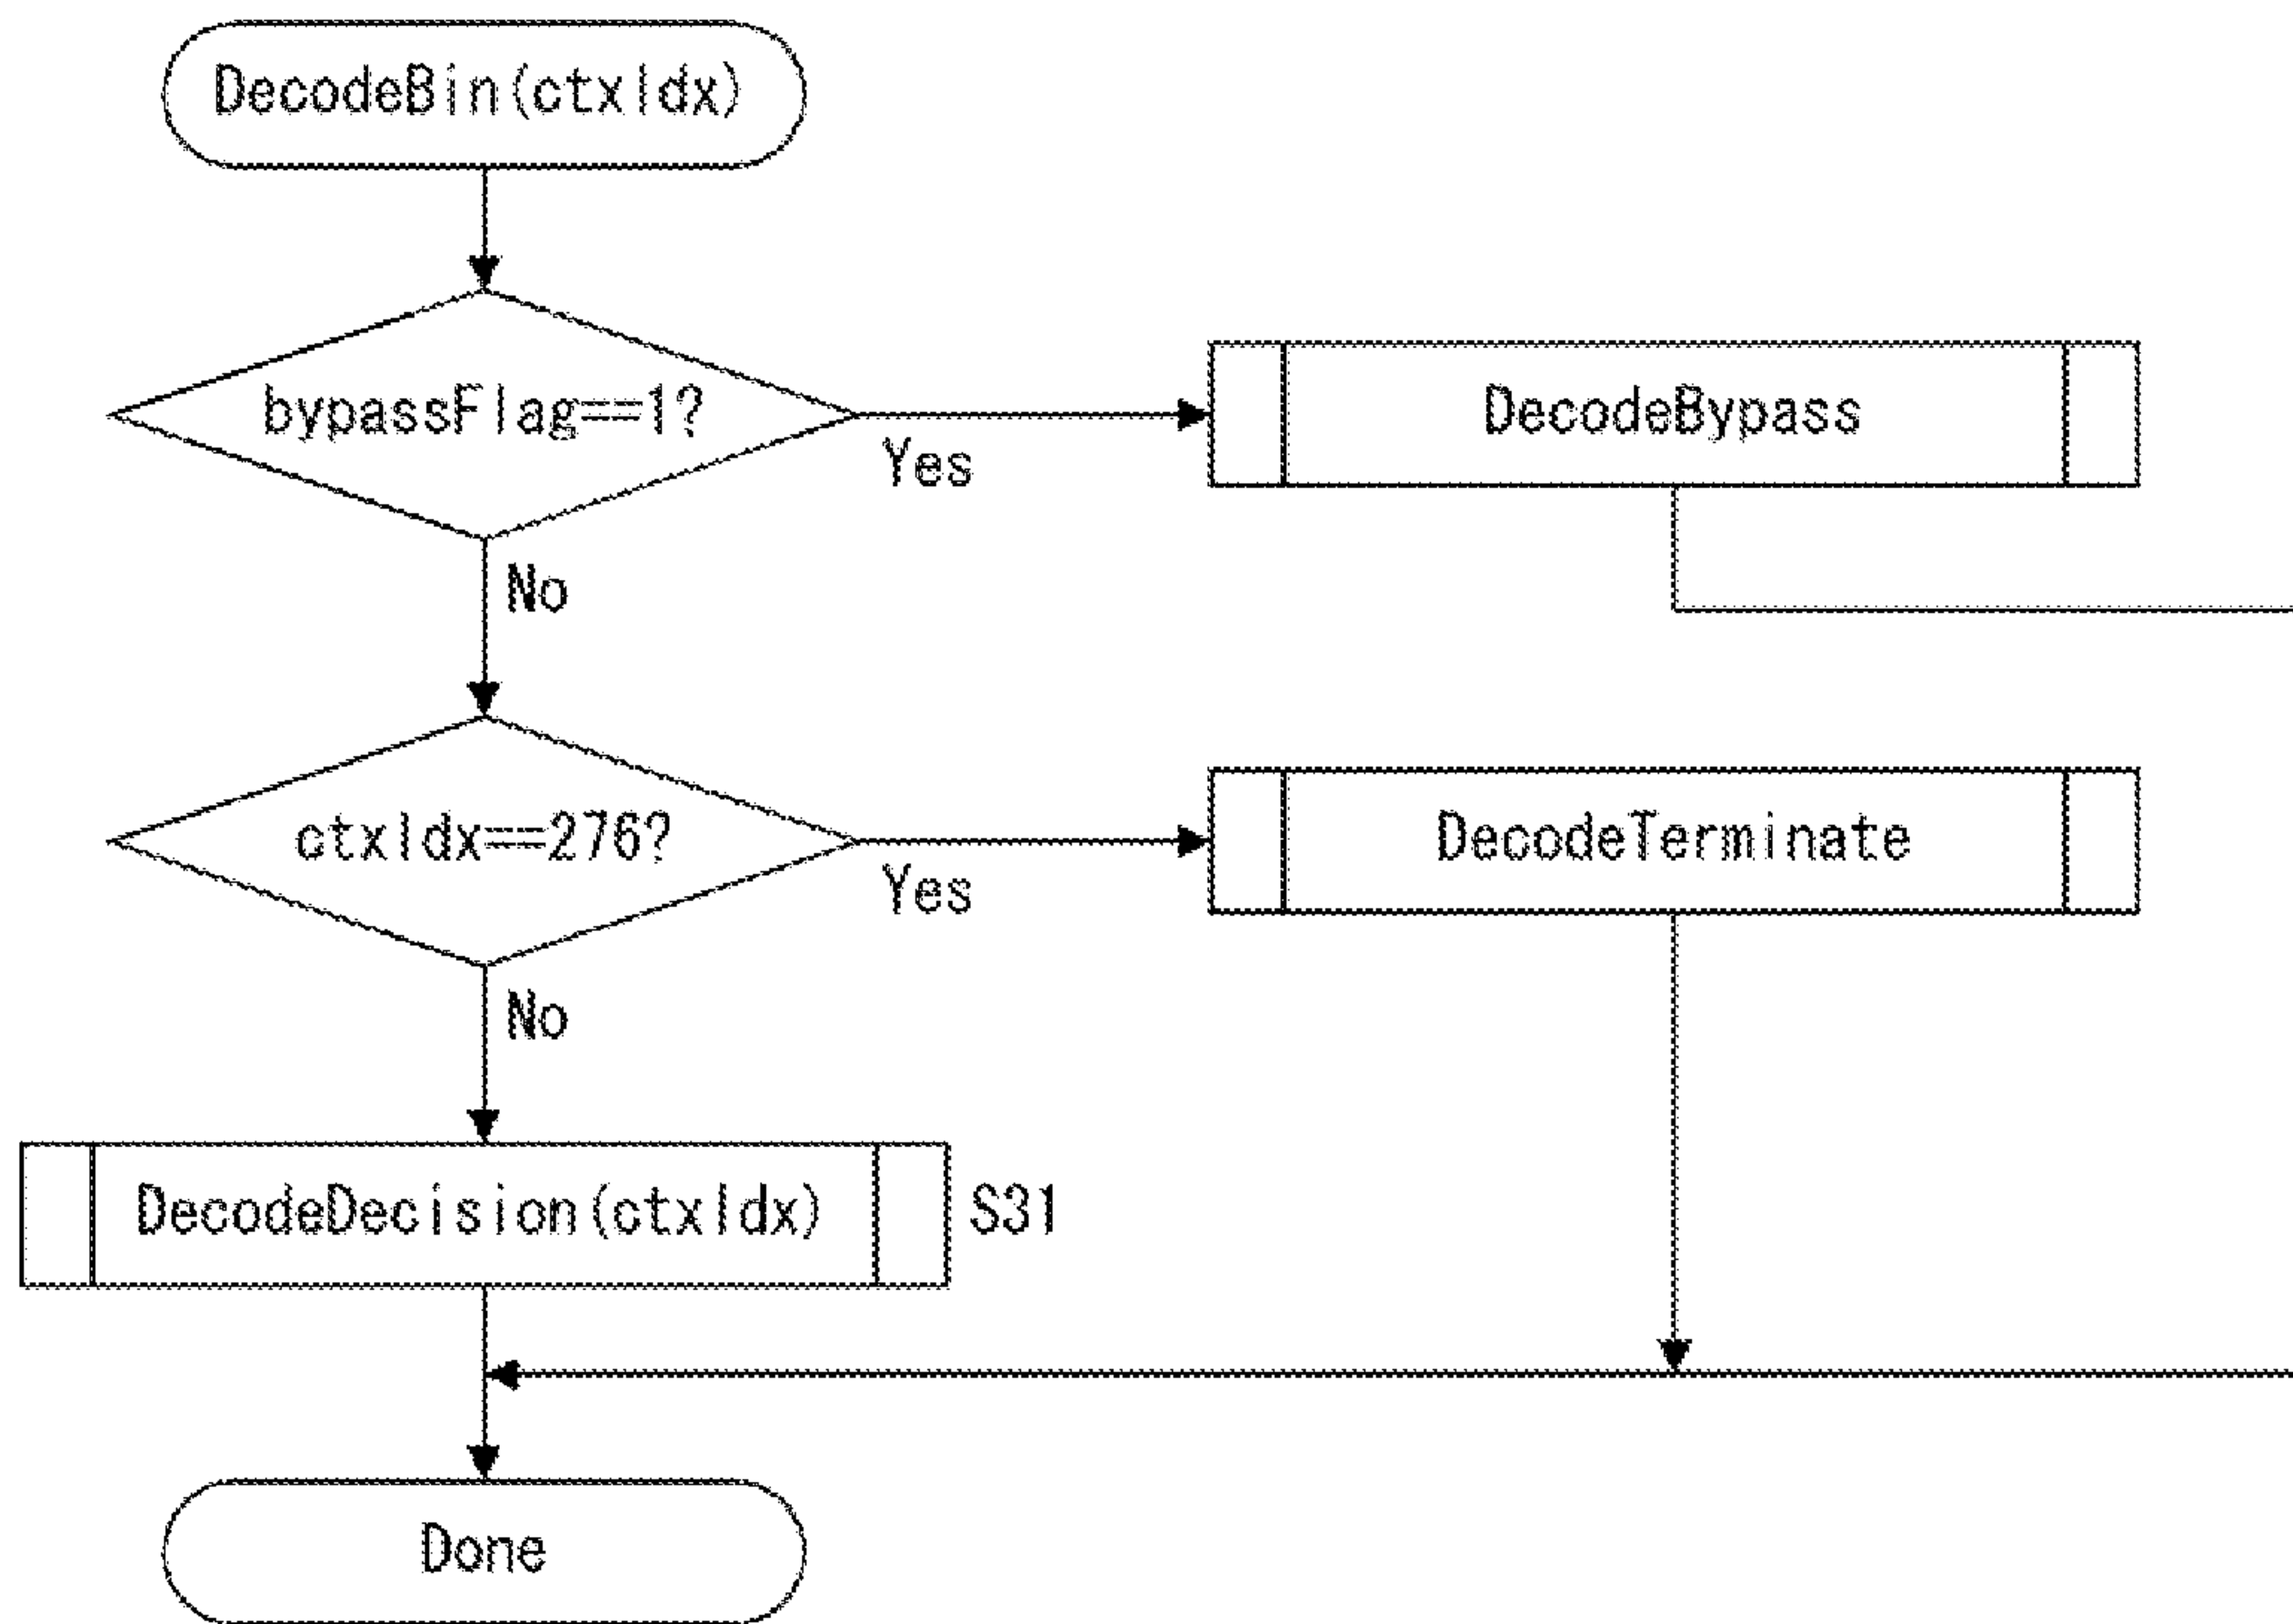 DecodeBin(ctxIdx)
bypassFlag==1?
Yes
DecodeBypass
No
ctxIdx==276?
Yes
DecodeTerminate
No
DecodeDecision(ctxIdx)
S31
Done